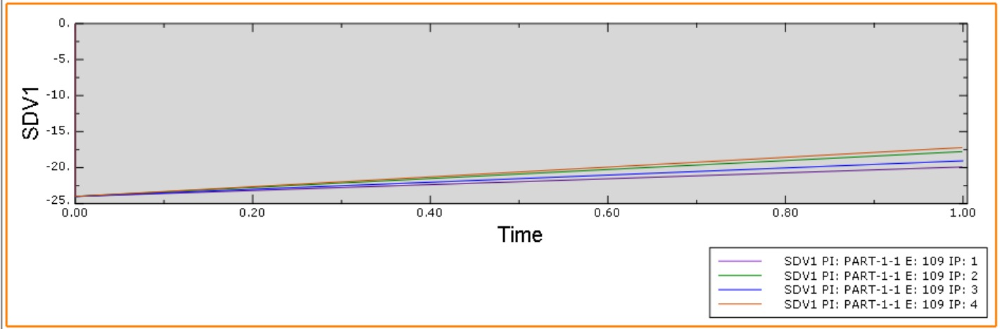 0.
-5.
-10.
-15.
-20.
-25.
SDV1
0.00 0.20 0.40 0.60 0.80 1.00
Time
SDV1 PI: PART-1-1 E: 109 IP: 1
SDV1 PI: PART-1-1 E: 109 IP: 2
SDV1 PI: PART-1-1 E: 109 IP: 3
SDV1 PI: PART-1-1 E: 109 IP: 4